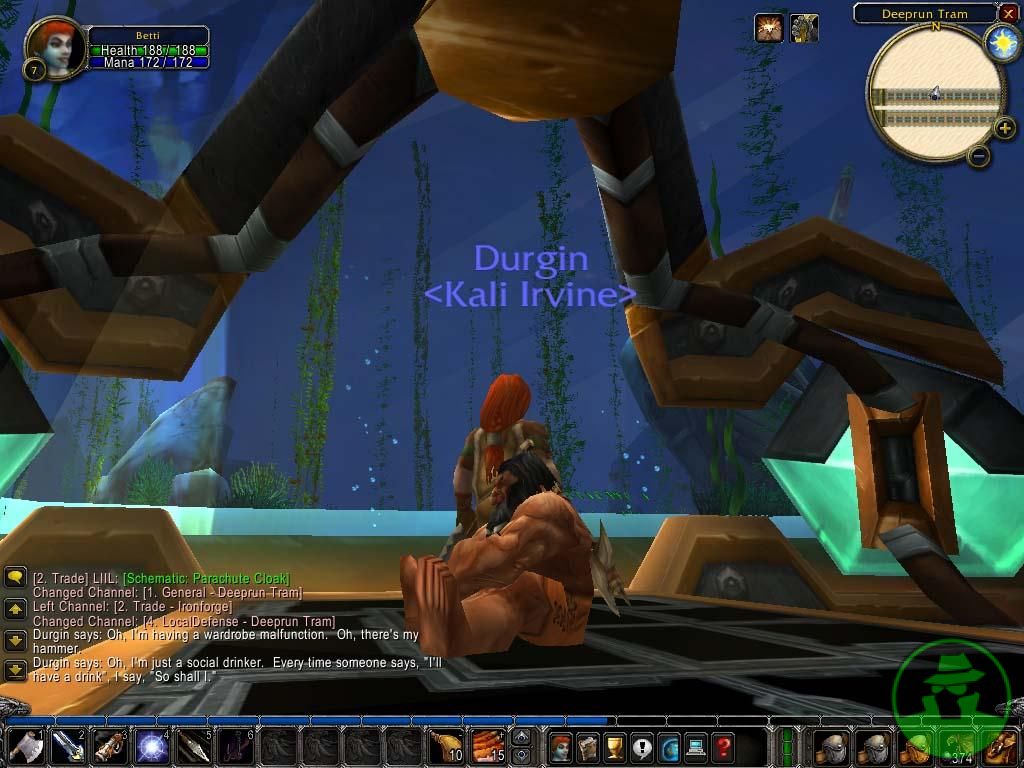 Betti
Health 188 / 188
Mana 172 / 172
7
Deeprun Tram
N
Durgin
<Kali Irvine>
[2. Trade] LIIL: [Schematic: Parachute Cloak]
Changed Channel: [1. General - Deeprun Tram]
Left Channel: [2. Trade - Ironforge]
Changed Channel: [4. LocalDefense - Deeprun Tram]
Durgin says: Oh, I'm having a wardrobe malfunction.  Oh, there's my
hammer.
Durgin says: Oh, I'm just a social drinker.  Every time someone says, "I'll
have a drink", I say, "So shall I."
1 2 3 4 5 6 10 15 374